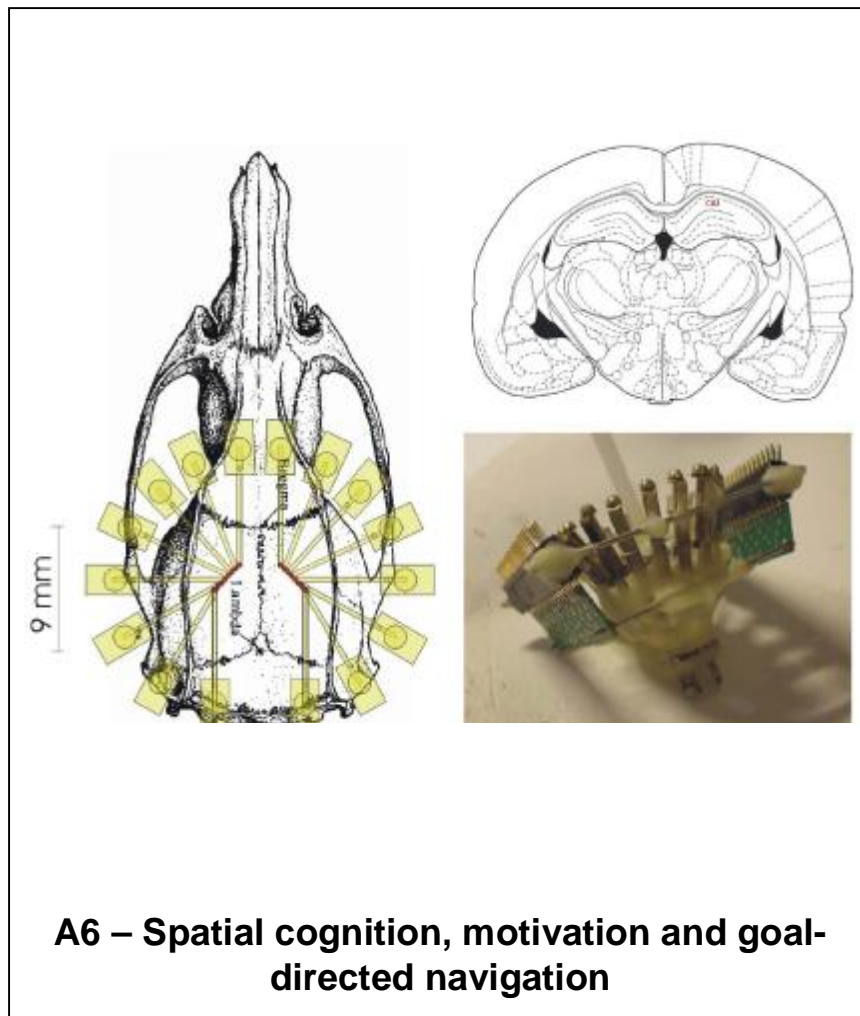 ca1
Bregma
Lambda
9 mm
A6 – Spatial cognition, motivation and goal-
directed navigation